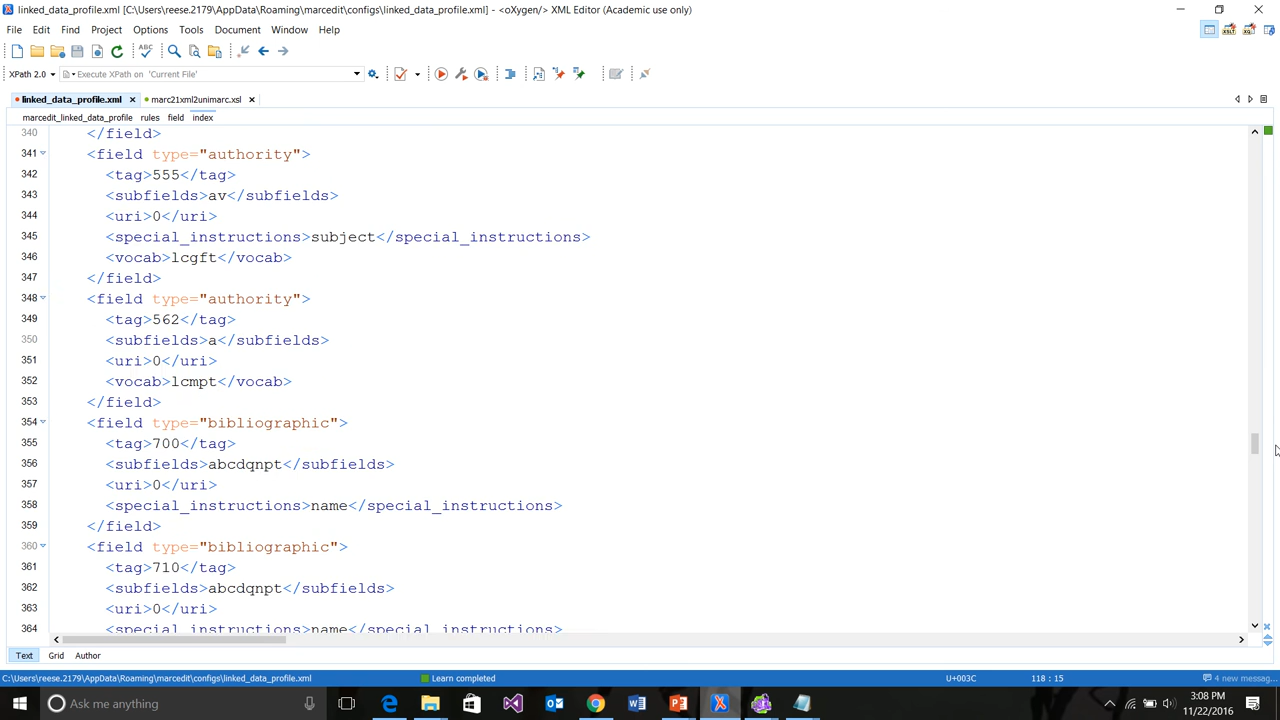 linked_data_profile.xml [C:\Users\reese.2179\AppData\Roaming\marcedit\configs\linked_data_profile.xml] - <oXygen/> XML Editor (Academic use only)
File Edit Find Project Options Tools Document Window Help
XPath 2.0 Execute XPath on 'Current File'
linked_data_profile.xml marc21xml2unimarc.xsl
marcedit_linked_data_profile rules field index
340 </field>
341 <field type="authority">
342 <tag>555</tag>
343 <subfields>av</subfields>
344 <uri>0</uri>
345 <special_instructions>subject</special_instructions>
346 <vocab>lcgft</vocab>
347 </field>
348 <field type="authority">
349 <tag>562</tag>
350 <subfields>a</subfields>
351 <uri>0</uri>
352 <vocab>lcmpt</vocab>
353 </field>
354 <field type="bibliographic">
355 <tag>700</tag>
356 <subfields>abcdqnpt</subfields>
357 <uri>0</uri>
358 <special_instructions>name</special_instructions>
359 </field>
360 <field type="bibliographic">
361 <tag>710</tag>
362 <subfields>abcdqnpt</subfields>
363 <uri>0</uri>
364 <special_instructions>name</special_instructions>
Text Grid Author
C:\Users\reese.2179\AppData\Roaming\marcedit\configs\linked_data_profile.xml Learn completed U+003C 118 : 15 4 new messag...
Ask me anything 3:08 PM
11/22/2016